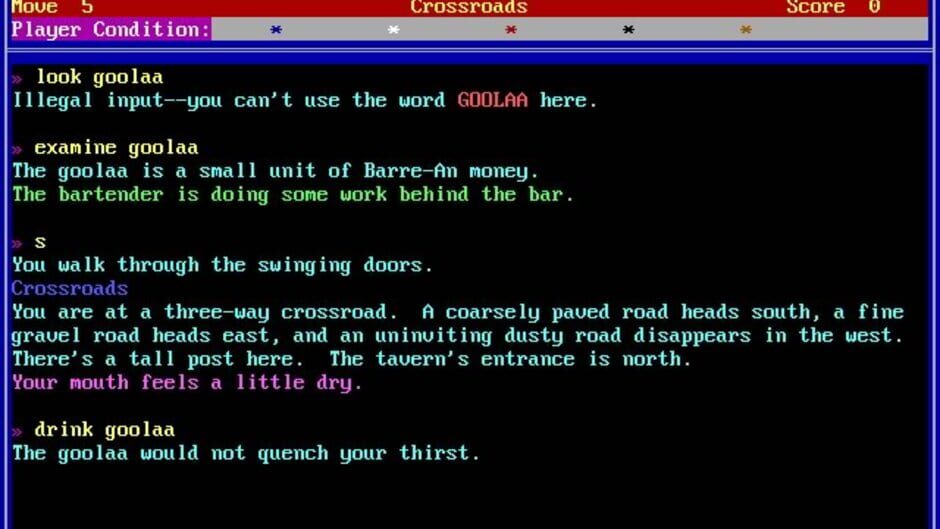 Move 5 Crossroads Score 0
Player Condition: * * * * *
» look goolaa
Illegal input--you can't use the word GOOLAA here.
» examine goolaa
The goolaa is a small unit of Barre-An money.
The bartender is doing some work behind the bar.
» s
You walk through the swinging doors.
Crossroads
You are at a three-way crossroad. A coarsely paved road heads south, a fine
gravel road heads east, and an uninviting dusty road disappears in the west.
There's a tall post here. The tavern's entrance is north.
Your mouth feels a little dry.
» drink goolaa
The goolaa would not quench your thirst.